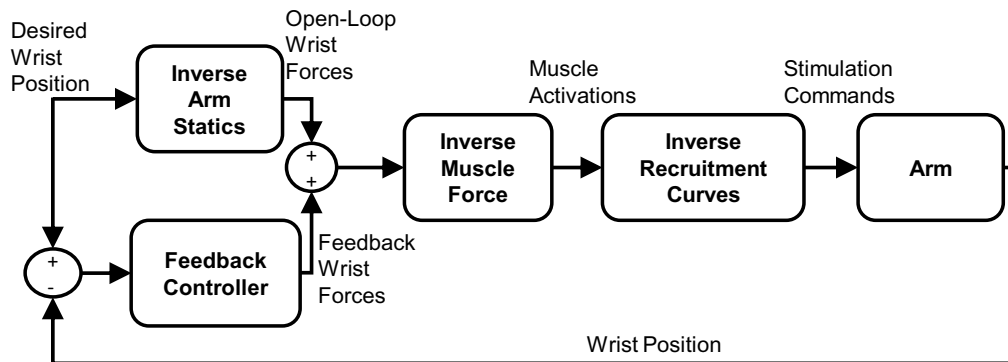 Desired
Wrist
Position
Open-Loop
Wrist
Forces
Inverse
Arm
Statics
Muscle
Activations
Stimulation
Commands
+
+
Inverse
Muscle
Force
Inverse
Recruitment
Curves
Arm
+
-
Feedback
Controller
Feedback
Wrist
Forces
Wrist Position